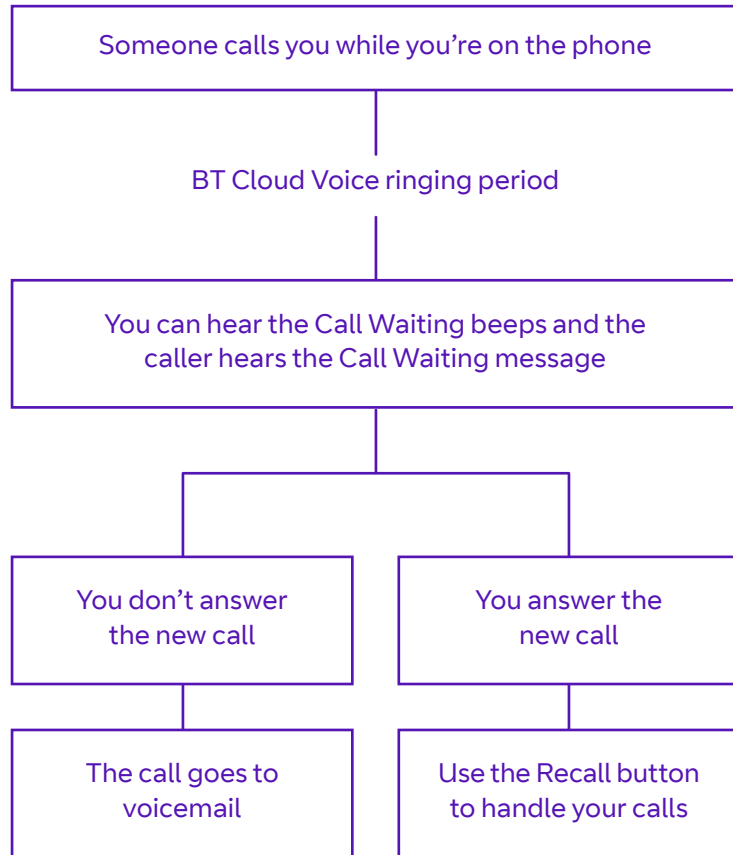 Someone calls you while you’re on the phone
BT Cloud Voice ringing period
You can hear the Call Waiting beeps and the
caller hears the Call Waiting message
You don’t answer
the new call
You answer the
new call
The call goes to
voicemail
Use the Recall button
to handle your calls